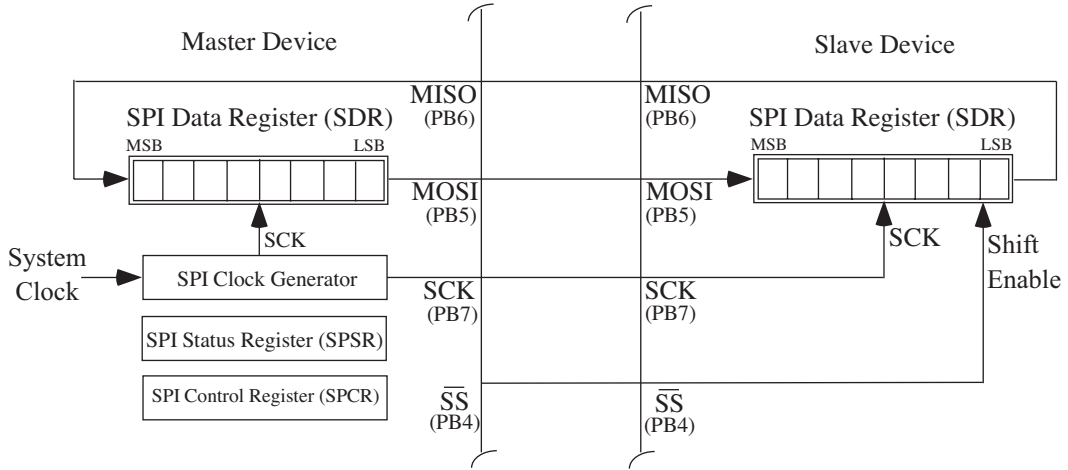 Master Device
Slave Device
MISO
(PB6)
MISO
(PB6)
SPI Data Register (SDR)
MSB
LSB
SPI Data Register (SDR)
MSB
LSB
MOSI
(PB5)
MOSI
(PB5)
SCK
SCK
Shift
Enable
System
Clock
SPI Clock Generator
SCK
(PB7)
SCK
(PB7)
SPI Status Register (SPSR)
SPI Control Register (SPCR)
S̅S̅
(PB4)
S̅S̅
(PB4)